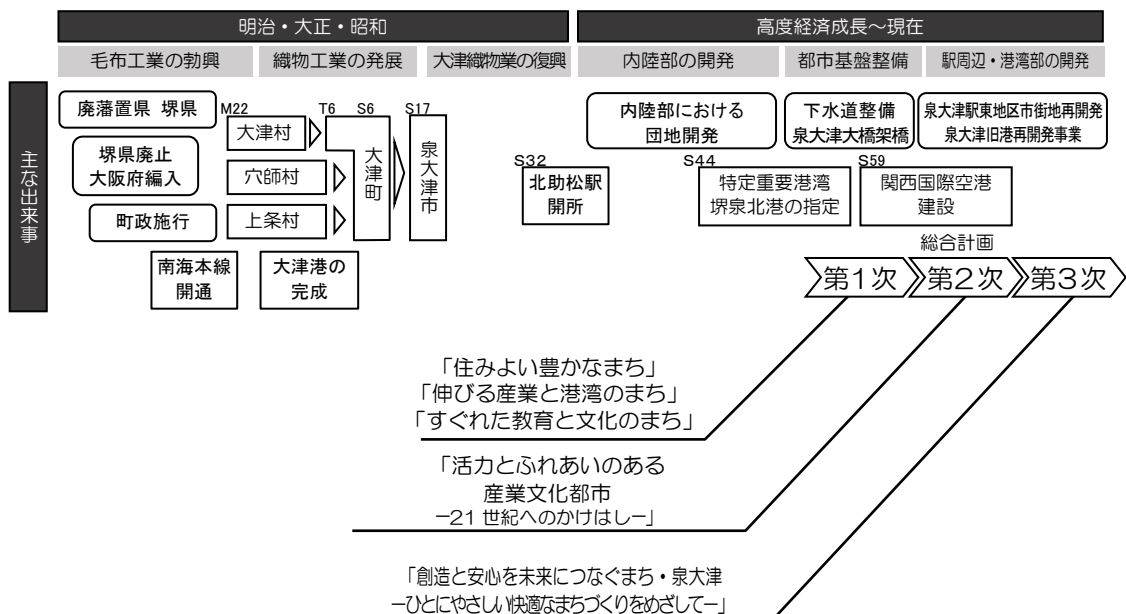 明治・大正・昭和
高度経済成長～現在
毛布工業の勃興
織物工業の発展
大津織物業の復興
内陸部の開発
都市基盤整備
駅周辺・港湾部の開発
主な出来事
廃藩置県 堺県
堺県廃止
大阪府編入
町政施行
南海本線
開通
M22
大津村
穴師村
上条村
大津港の
完成
T6
S6
大津町
S17
泉大津市
S32
北助松駅
開所
内陸部における
団地開発
S44
特定重要港湾
堺泉北港の指定
下水道整備
泉大津大橋架橋
S59
関西国際空港
建設
泉大津駅東地区市街地再開発
泉大津旧港再開発事業
総合計画
第1次
第2次
第3次
「住みよい豊かなまち」
「伸びる産業と港湾のまち」
「すぐれた教育と文化のまち」
「活力とふれあいのある
産業文化都市
−21 世紀へのかけはし−」
「創造と安心を未来につなぐまち・泉大津
−ひとにやさしい快適なまちづくりをめざして−」